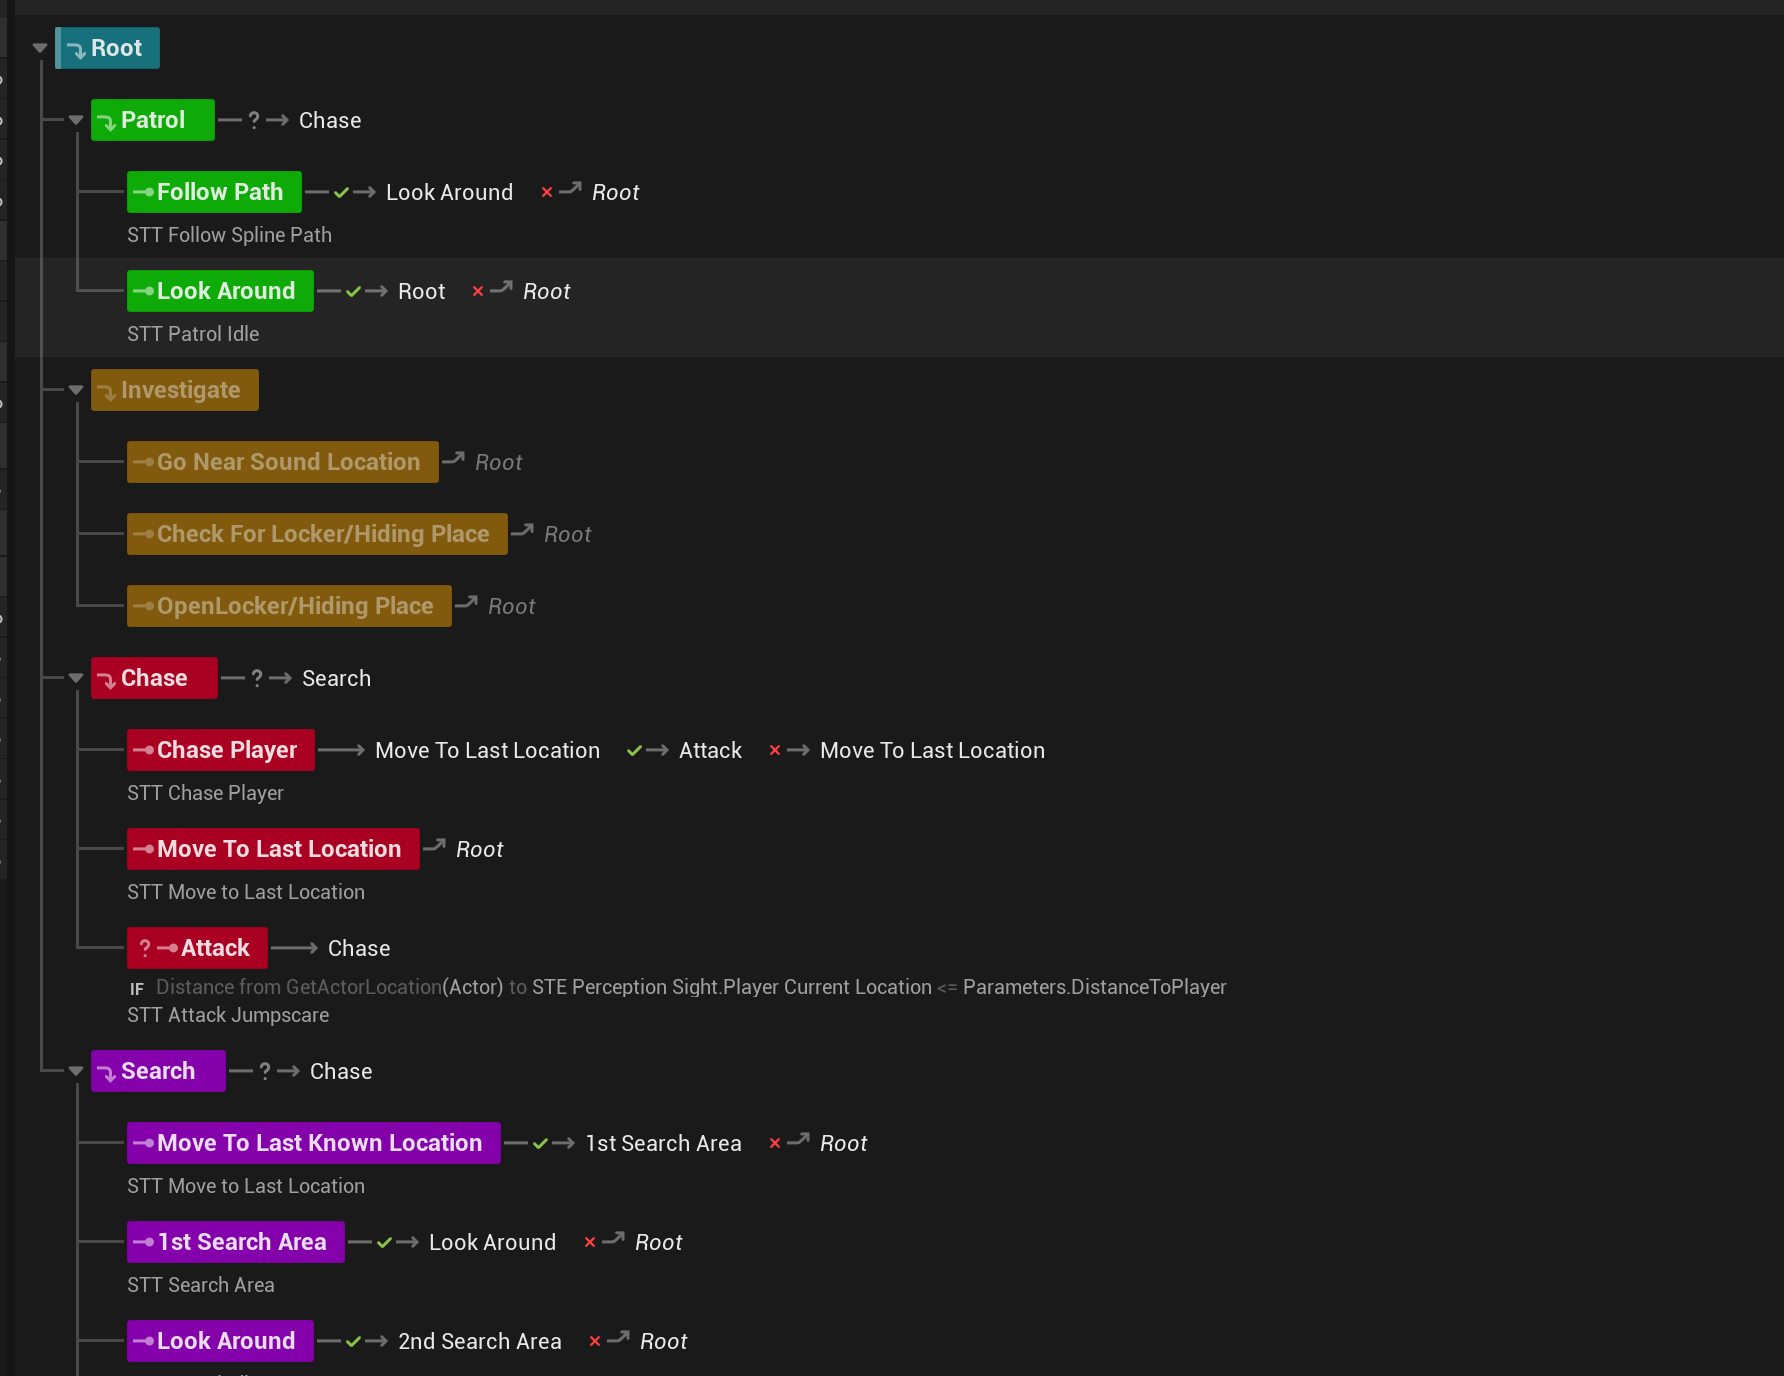 Root
Patrol ? Chase
Follow Path Look Around Root
STT Follow Spline Path
Look Around Root Root
STT Patrol Idle
Investigate
Go Near Sound Location Root
Check For Locker/Hiding Place Root
OpenLocker/Hiding Place Root
Chase ? Search
Chase Player Move To Last Location Attack Move To Last Location
STT Chase Player
Move To Last Location Root
STT Move to Last Location
? Attack Chase
IF Distance from GetActorLocation(Actor) to STE Perception Sight.Player Current Location <= Parameters.DistanceToPlayer
STT Attack Jumpscare
Search ? Chase
Move To Last Known Location 1st Search Area Root
STT Move to Last Location
1st Search Area Look Around Root
STT Search Area
Look Around 2nd Search Area Root